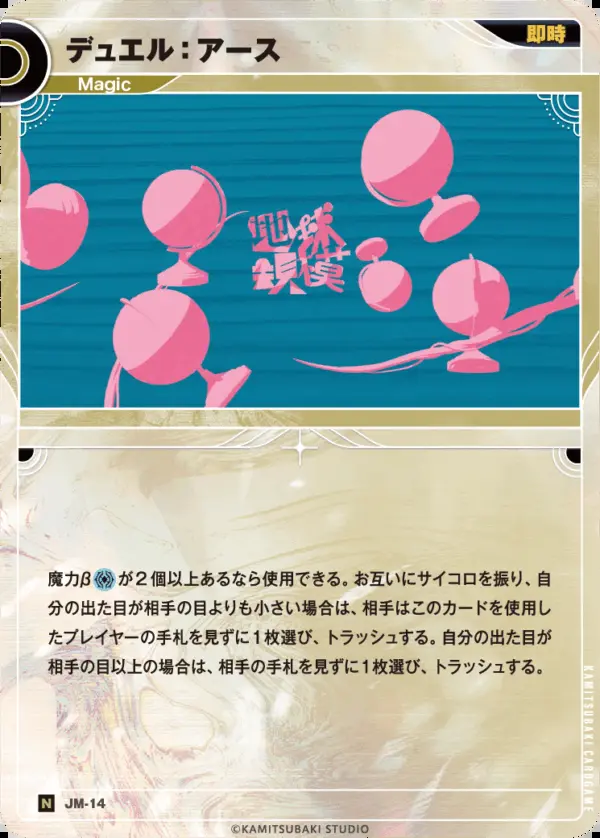 デュエル：アース
即時
Magic
地球
規模
魔力β が２個以上あるなら使用できる。お互いにサイコロを振り、自
分の出た目が相手の目よりも小さい場合は、相手はこのカードを使用し
たプレイヤーの手札を見ずに１枚選び、トラッシュする。自分の出た目が
相手の目以上の場合は、相手の手札を見ずに１枚選び、トラッシュする。
KAMITSUBAKI CARDGAME
N JM-14
©KAMITSUBAKI STUDIO